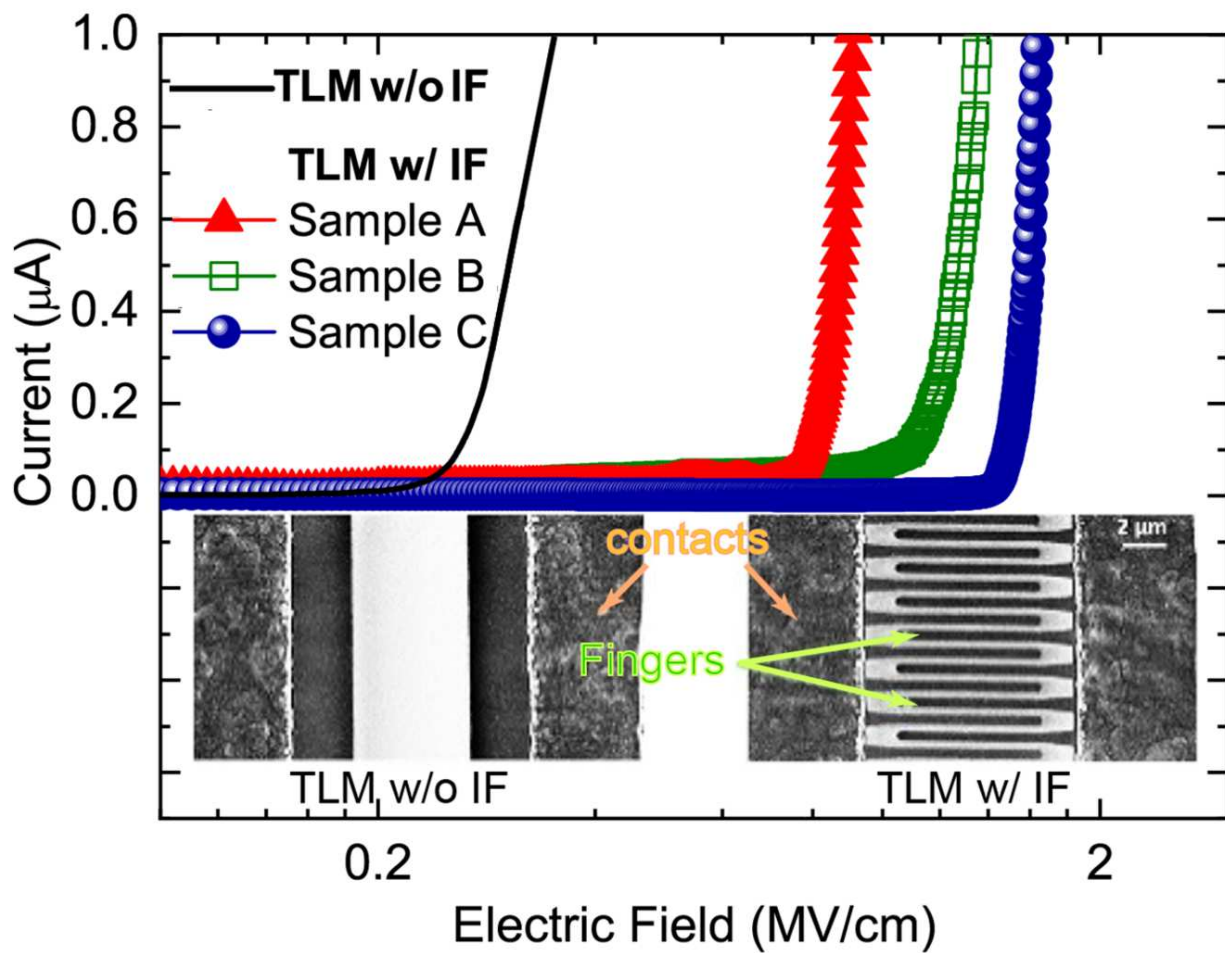 1.0
0.8
0.6
0.4
0.2
0.0
Current (μA)
TLM w/o IF
TLM w/ IF
Sample A
Sample B
Sample C
contacts
2 μm
Fingers
TLM w/o IF
TLM w/ IF
0.2
2
Electric Field (MV/cm)